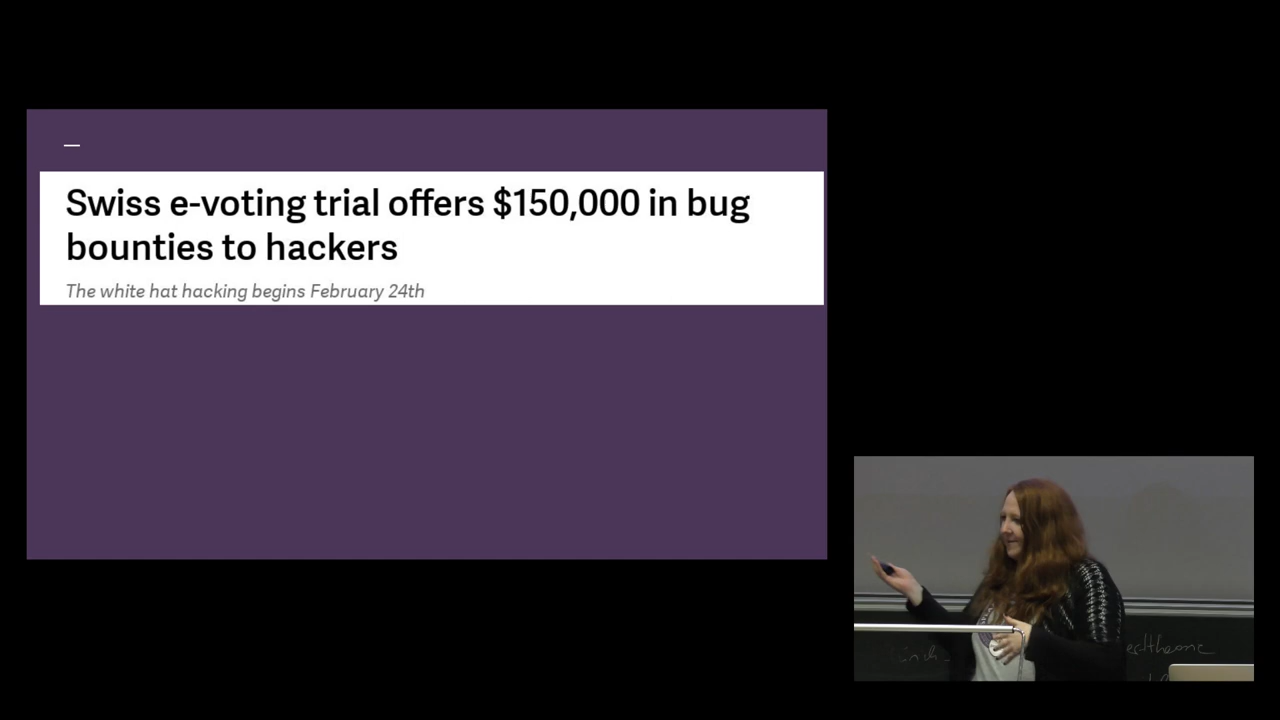 Swiss e-voting trial offers $150,000 in bug
bounties to hackers
The white hat hacking begins February 24th